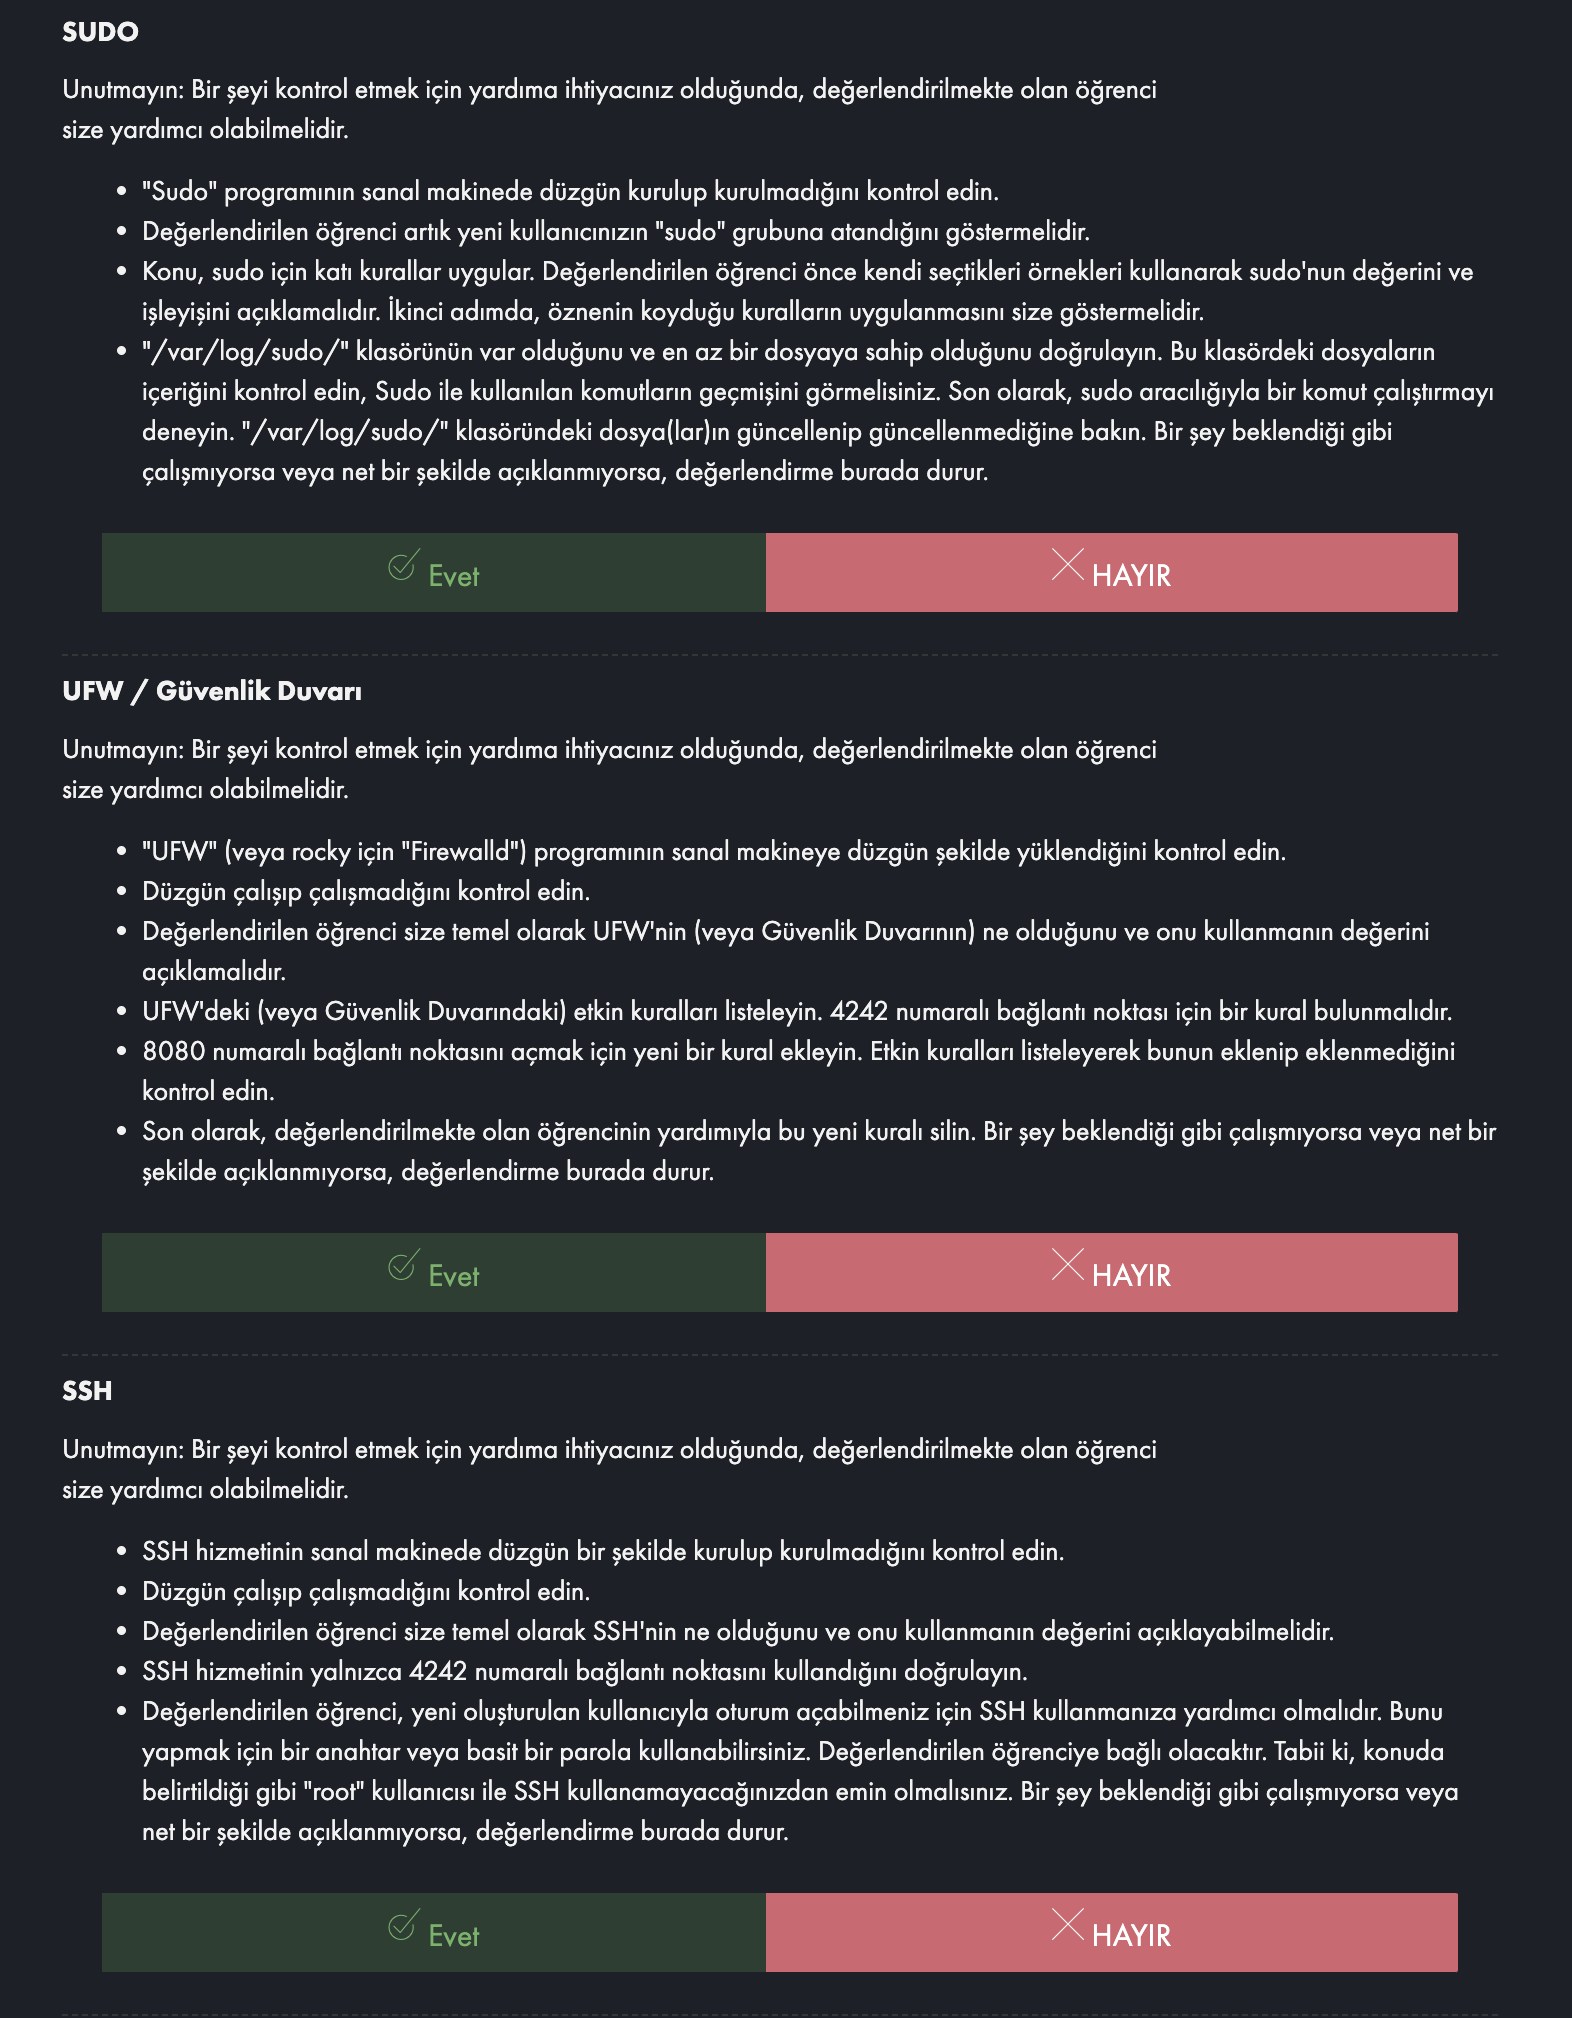 SUDO
Unutmayın: Bir şeyi kontrol etmek için yardıma ihtiyacınız olduğunda, değerlendirilmekte olan öğrenci
size yardımcı olabilmelidir.
• "Sudo" programının sanal makinede düzgün kurulup kurulmadığını kontrol edin.
• Değerlendirilen öğrenci artık yeni kullanıcınızın "sudo" grubuna atandığını göstermelidir.
• Konu, sudo için katı kurallar uygular. Değerlendirilen öğrenci önce kendi seçtikleri örnekleri kullanarak sudo'nun değerini ve
işleyişini açıklamalıdır. İkinci adımda, öznenin koyduğu kuralların uygulanmasını size göstermelidir.
• "/var/log/sudo/" klasörünün var olduğunu ve en az bir dosyaya sahip olduğunu doğrulayın. Bu klasördeki dosyaların
içeriğini kontrol edin, Sudo ile kullanılan komutların geçmişini görmelisiniz. Son olarak, sudo aracılığıyla bir komut çalıştırmayı
deneyin. "/var/log/sudo/" klasöründeki dosya(lar)ın güncellenip güncellenmediğine bakın. Bir şey beklendiği gibi
çalışmıyorsa veya net bir şekilde açıklanmıyorsa, değerlendirme burada durur.
Evet
HAYIR
UFW / Güvenlik Duvarı
Unutmayın: Bir şeyi kontrol etmek için yardıma ihtiyacınız olduğunda, değerlendirilmekte olan öğrenci
size yardımcı olabilmelidir.
• "UFW" (veya rocky için "Firewalld") programının sanal makineye düzgün şekilde yüklendiğini kontrol edin.
• Düzgün çalışıp çalışmadığını kontrol edin.
• Değerlendirilen öğrenci size temel olarak UFW'nin (veya Güvenlik Duvarının) ne olduğunu ve onu kullanmanın değerini
açıklamalıdır.
• UFW'deki (veya Güvenlik Duvarındaki) etkin kuralları listeleyin. 4242 numaralı bağlantı noktası için bir kural bulunmalıdır.
• 8080 numaralı bağlantı noktasını açmak için yeni bir kural ekleyin. Etkin kuralları listeleyerek bunun eklenip eklenmediğini
kontrol edin.
• Son olarak, değerlendirilmekte olan öğrencinin yardımıyla bu yeni kuralı silin. Bir şey beklendiği gibi çalışmıyorsa veya net bir
şekilde açıklanmıyorsa, değerlendirme burada durur.
Evet
HAYIR
SSH
Unutmayın: Bir şeyi kontrol etmek için yardıma ihtiyacınız olduğunda, değerlendirilmekte olan öğrenci
size yardımcı olabilmelidir.
• SSH hizmetinin sanal makinede düzgün bir şekilde kurulup kurulmadığını kontrol edin.
• Düzgün çalışıp çalışmadığını kontrol edin.
• Değerlendirilen öğrenci size temel olarak SSH'nin ne olduğunu ve onu kullanmanın değerini açıklayabilmelidir.
• SSH hizmetinin yalnızca 4242 numaralı bağlantı noktasını kullandığını doğrulayın.
• Değerlendirilen öğrenci, yeni oluşturulan kullanıcıyla oturum açabilmeniz için SSH kullanmanıza yardımcı olmalıdır. Bunu
yapmak için bir anahtar veya basit bir parola kullanabilirsiniz. Değerlendirilen öğrenciye bağlı olacaktır. Tabii ki, konuda
belirtildiği gibi "root" kullanıcısı ile SSH kullanamayacağınızdan emin olmalısınız. Bir şey beklendiği gibi çalışmıyorsa veya
net bir şekilde açıklanmıyorsa, değerlendirme burada durur.
Evet
HAYIR